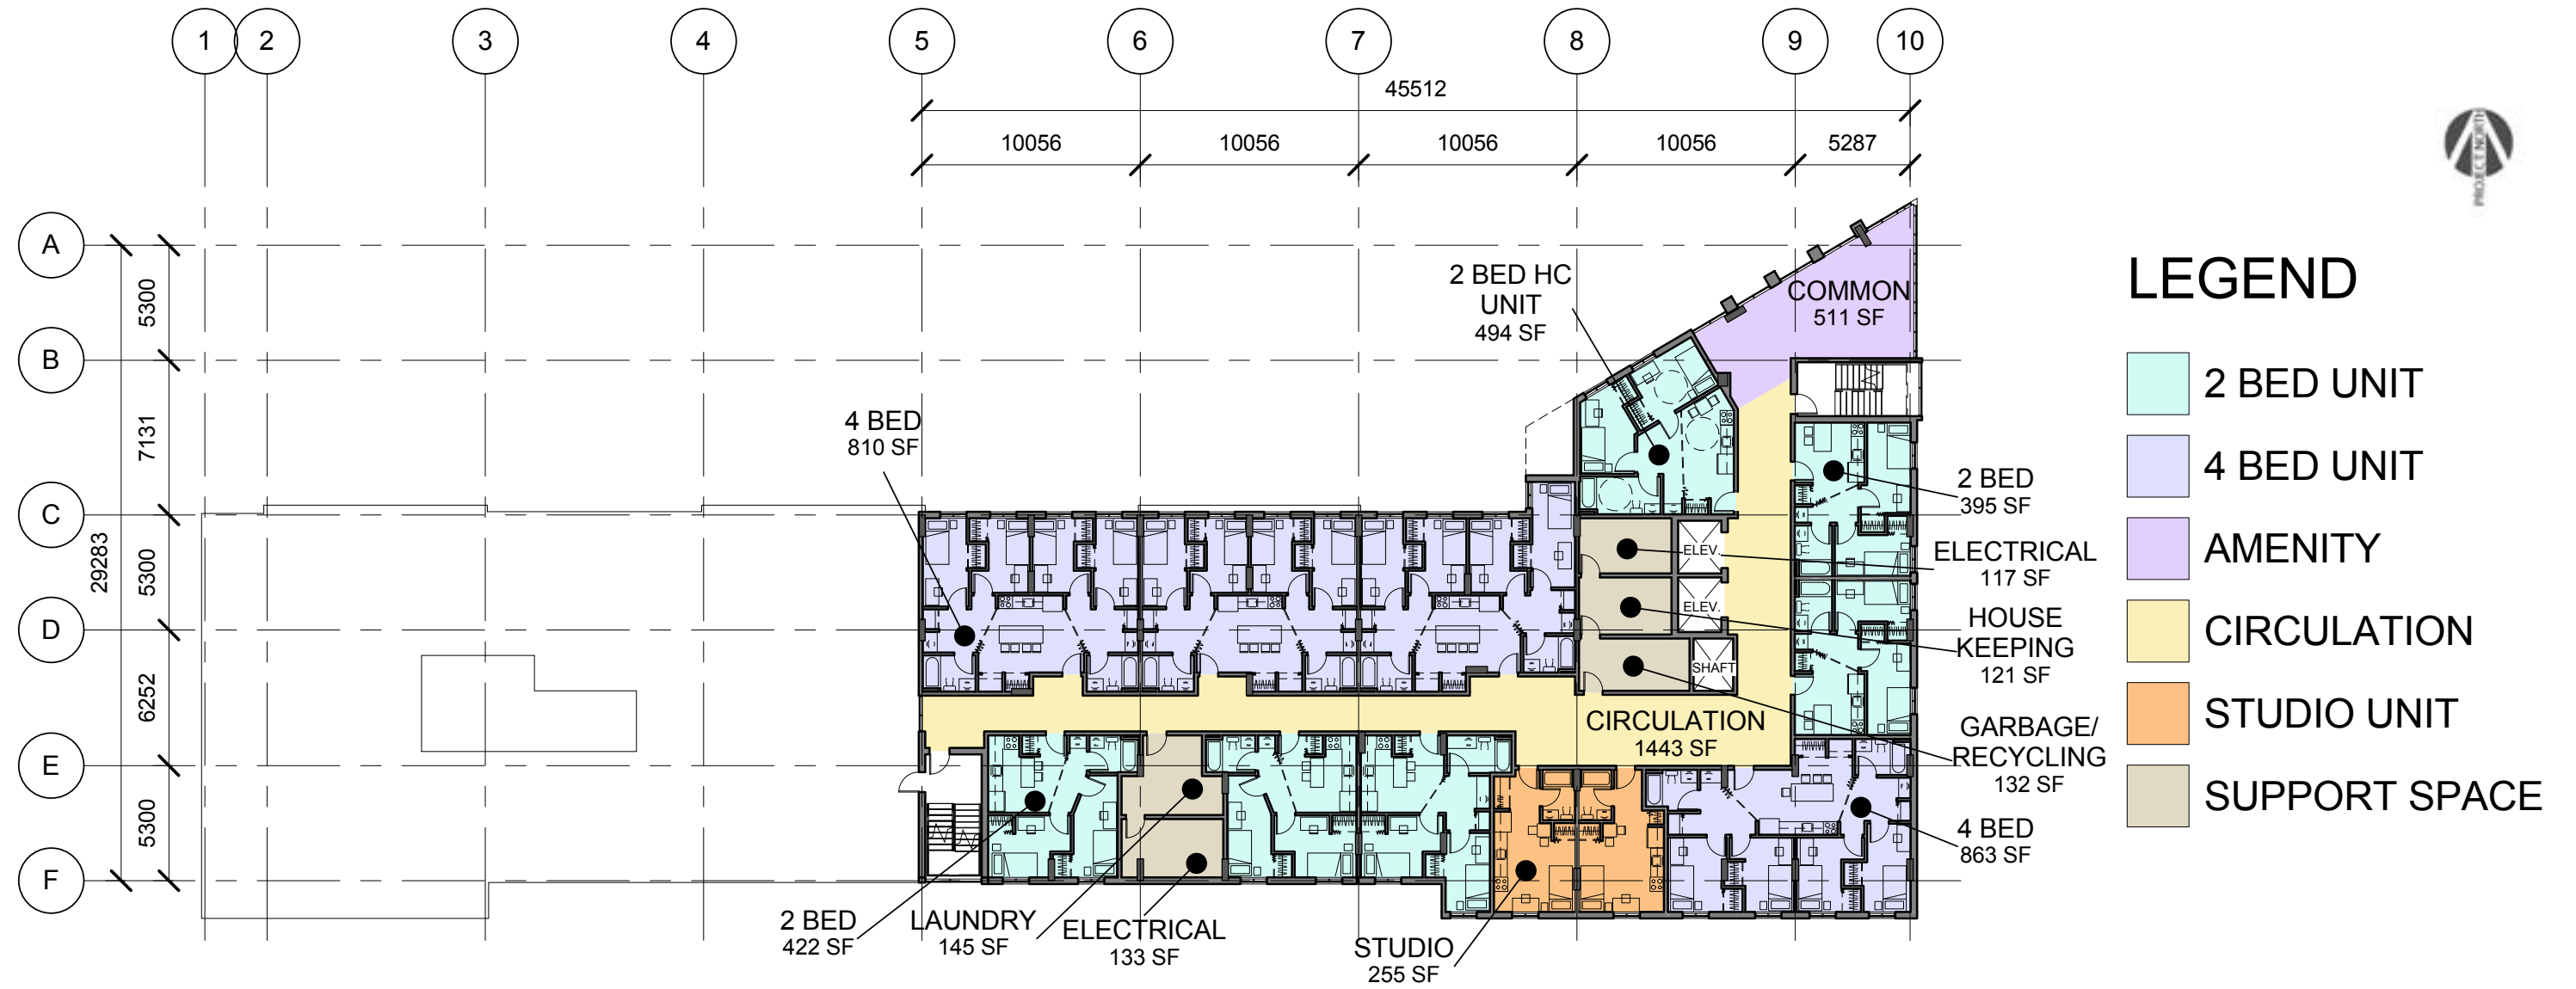 1 2 3 4 5 6 7 8 9 10
45512
10056 10056 10056 10056 5287
PROJECT NORTH
A
B
C
D
E
F
5300
7131
5300
6252
5300
29283
2 BED HC
UNIT
494 SF
COMMON
511 SF
4 BED
810 SF
2 BED
395 SF
ELEV.
ELEV.
SHAFT
ELECTRICAL
117 SF
HOUSE
KEEPING
121 SF
GARBAGE/
RECYCLING
132 SF
CIRCULATION
1443 SF
4 BED
863 SF
2 BED
422 SF
LAUNDRY
145 SF
ELECTRICAL
133 SF
STUDIO
255 SF
LEGEND
2 BED UNIT
4 BED UNIT
AMENITY
CIRCULATION
STUDIO UNIT
SUPPORT SPACE